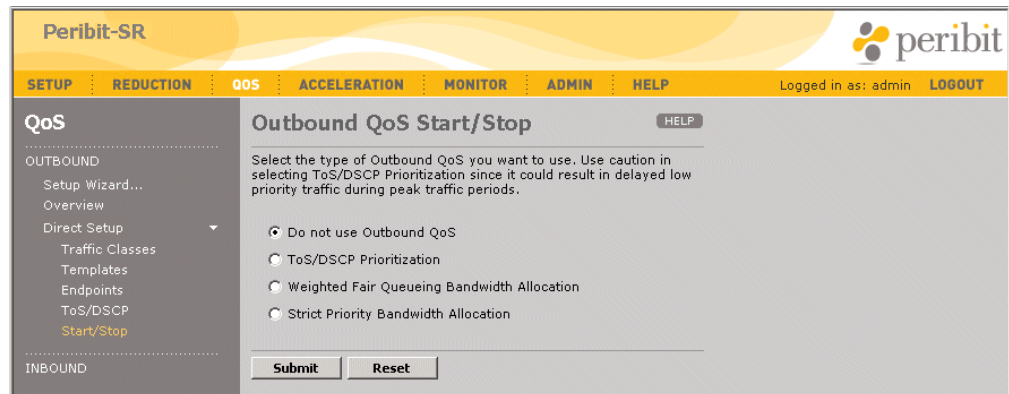 Peribit-SR
peribit
SETUP REDUCTION QOS ACCELERATION MONITOR ADMIN HELP Logged in as: admin LOGOUT
QoS
OUTBOUND
Setup Wizard...
Overview
Direct Setup
Traffic Classes
Templates
Endpoints
ToS/DSCP
Start/Stop
INBOUND
Outbound QoS Start/Stop
HELP
Select the type of Outbound QoS you want to use. Use caution in
selecting ToS/DSCP Prioritization since it could result in delayed low
priority traffic during peak traffic periods.
Do not use Outbound QoS
ToS/DSCP Prioritization
Weighted Fair Queueing Bandwidth Allocation
Strict Priority Bandwidth Allocation
Submit Reset